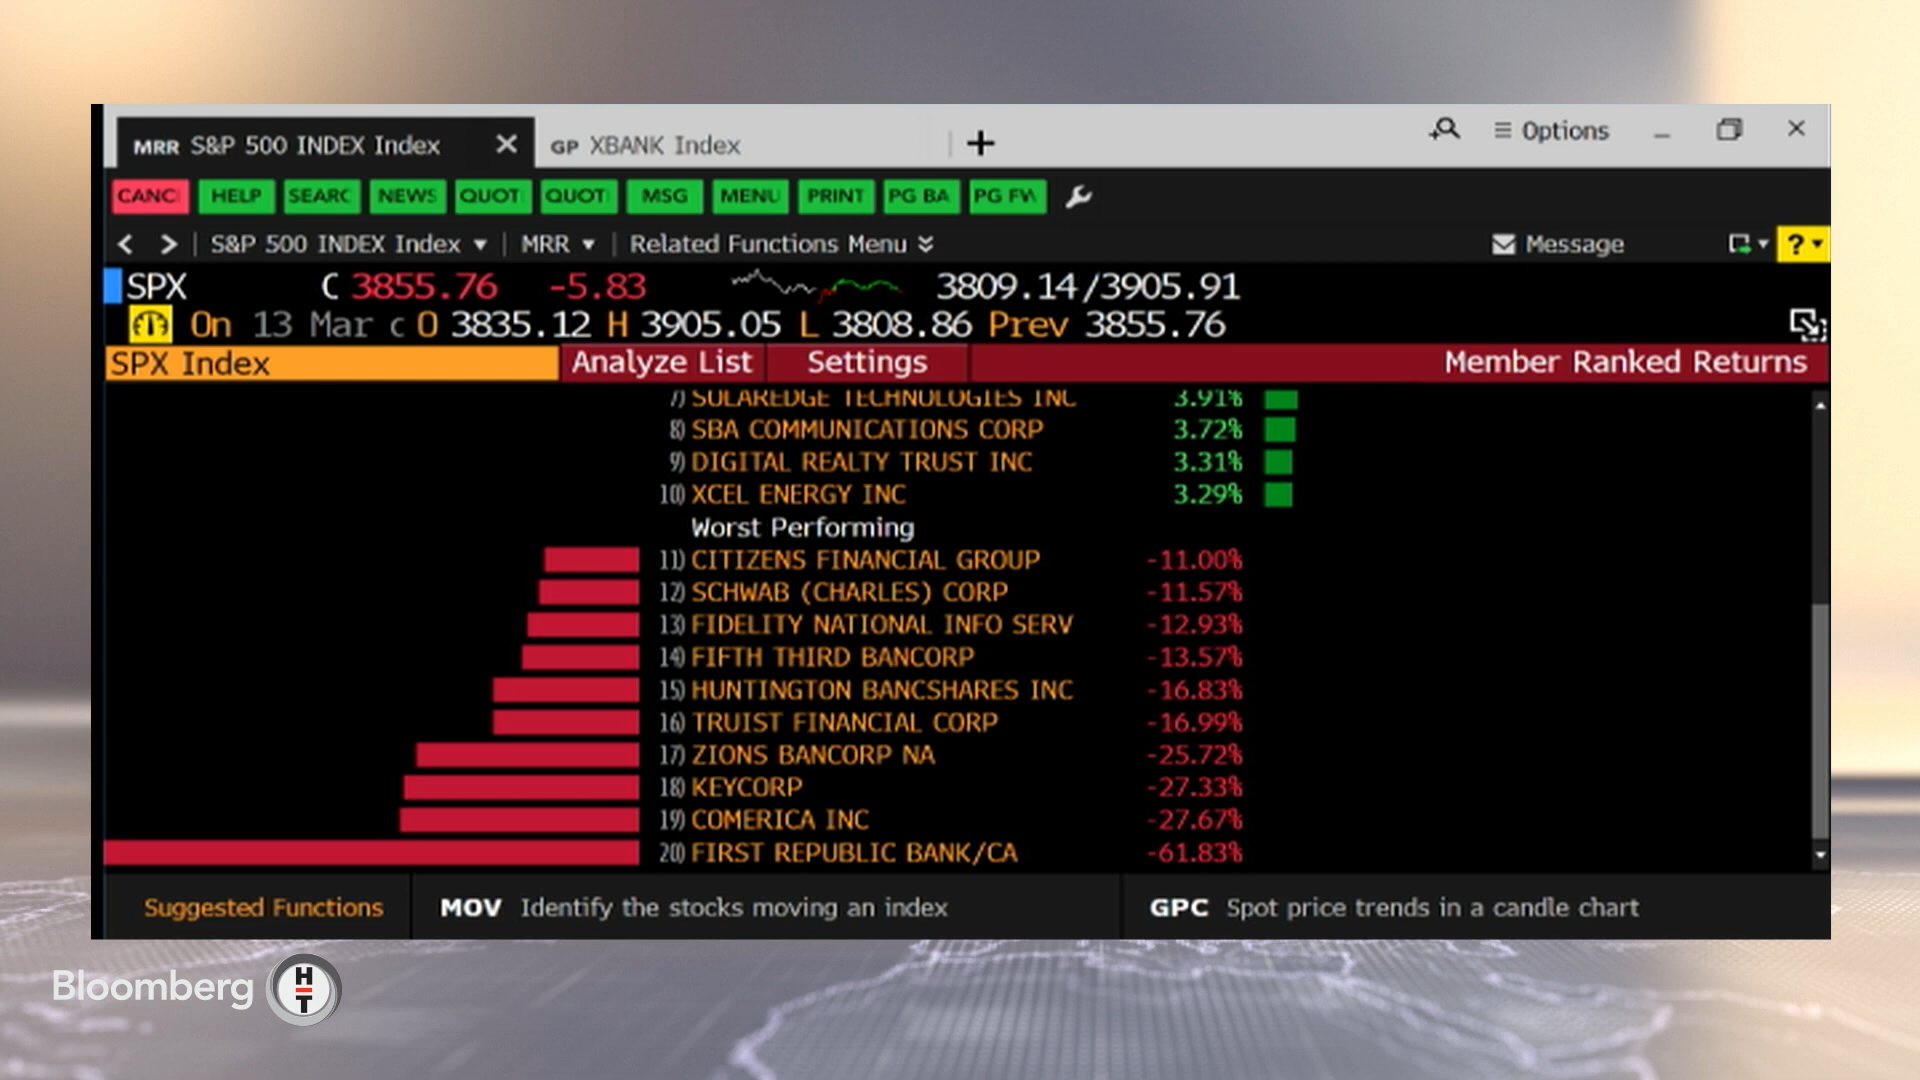 MRR S&P 500 INDEX Index
GP XBANK Index
Options
CANC HELP SEARC NEWS QUOT QUOT MSG MENU PRINT PG BA PG FW
S&P 500 INDEX Index MRR Related Functions Menu Message ?
SPX C 3855.76 -5.83 3809.14/3905.91
On 13 Mar c O 3835.12 H 3905.05 L 3808.86 Prev 3855.76
SPX Index Analyze List Settings Member Ranked Returns
7) SOLAREDGE TECHNOLOGIES INC 3.91%
8) SBA COMMUNICATIONS CORP 3.72%
9) DIGITAL REALTY TRUST INC 3.31%
10) XCEL ENERGY INC 3.29%
Worst Performing
11) CITIZENS FINANCIAL GROUP -11.00%
12) SCHWAB (CHARLES) CORP -11.57%
13) FIDELITY NATIONAL INFO SERV -12.93%
14) FIFTH THIRD BANCORP -13.57%
15) HUNTINGTON BANCSHARES INC -16.83%
16) TRUIST FINANCIAL CORP -16.99%
17) ZIONS BANCORP NA -25.72%
18) KEYCORP -27.33%
19) COMERICA INC -27.67%
20) FIRST REPUBLIC BANK/CA -61.83%
Suggested Functions MOV Identify the stocks moving an index GPC Spot price trends in a candle chart
Bloomberg HT